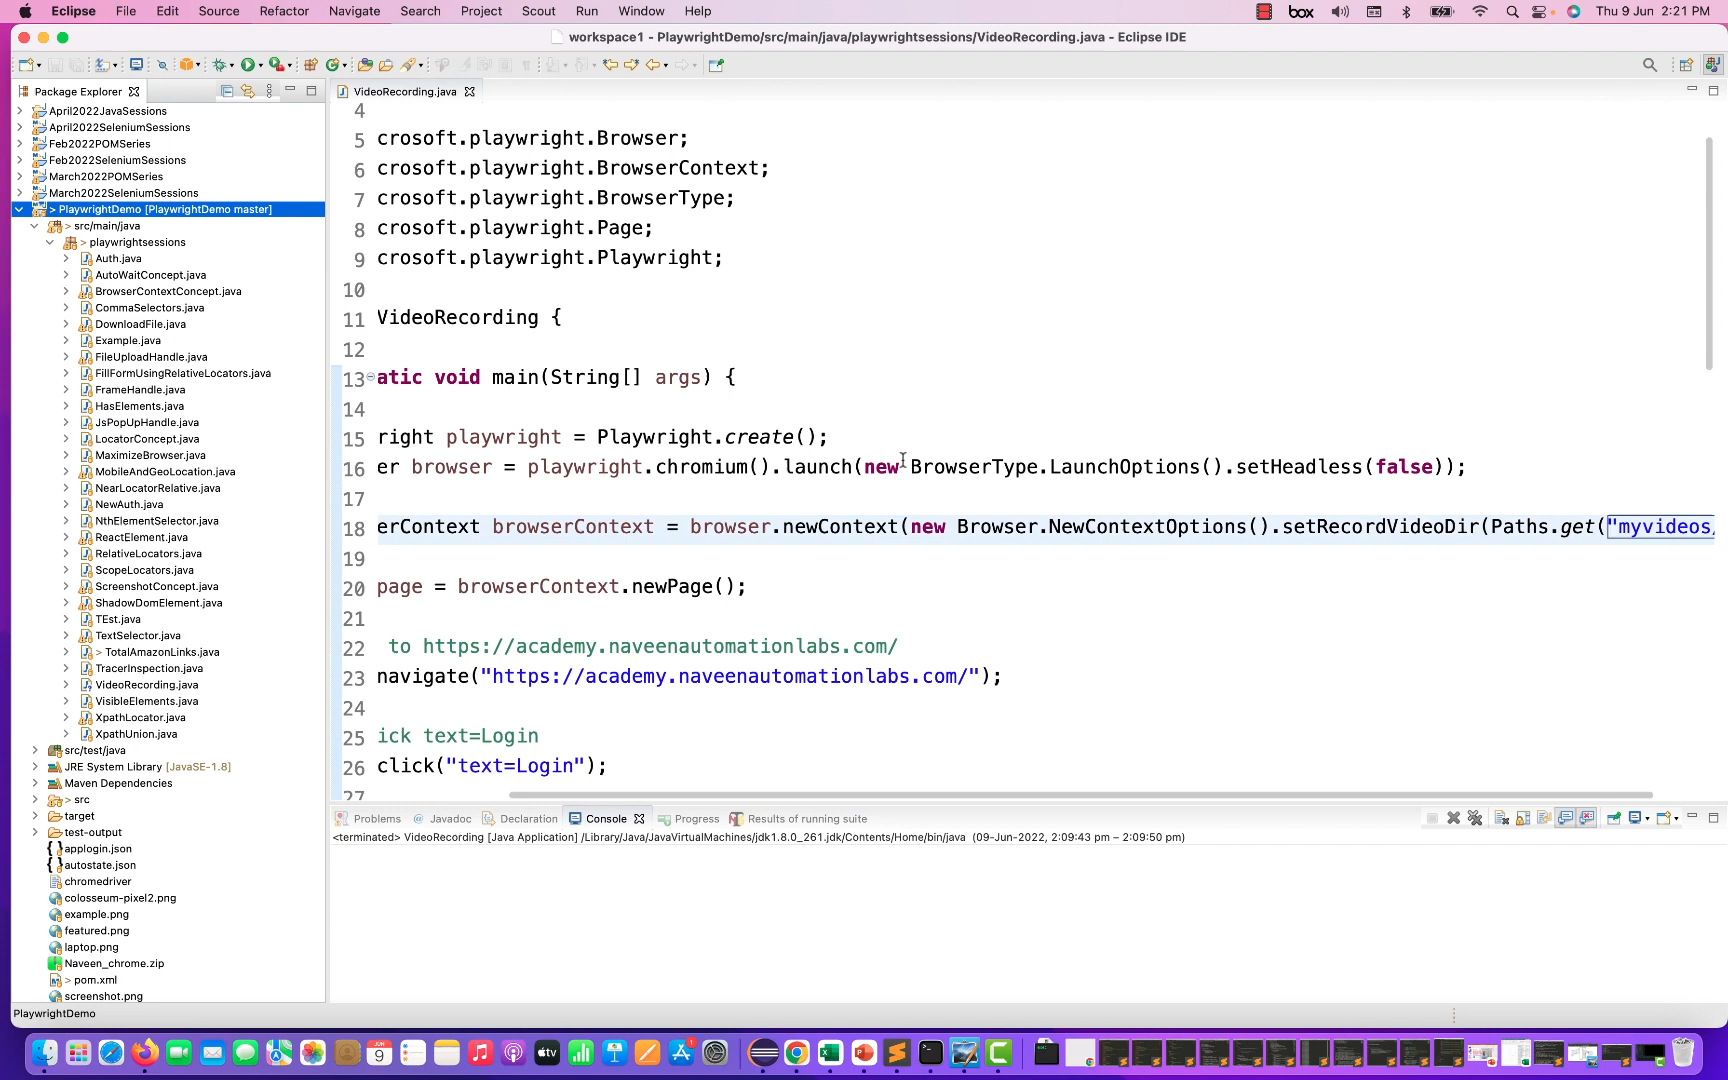 Eclipse File Edit Source Refactor Navigate Search Project Scout Run Window Help box Thu 9 Jun 2:21 PM
workspace1 - PlaywrightDemo/src/main/java/playwrightsessions/VideoRecording.java - Eclipse IDE
Package Explorer
April2022JavaSessions
April2022SeleniumSessions
Feb2022POMSeries
Feb2022SeleniumSessions
March2022POMSeries
March2022SeleniumSessions
> PlaywrightDemo [PlaywrightDemo master]
> src/main/java
> playwrightsessions
Auth.java
AutoWaitConcept.java
BrowserContextConcept.java
CommaSelectors.java
DownloadFile.java
Example.java
FileUploadHandle.java
FillFormUsingRelativeLocators.java
FrameHandle.java
HasElements.java
JsPopUpHandle.java
LocatorConcept.java
MaximizeBrowser.java
MobileAndGeoLocation.java
NearLocatorRelative.java
NewAuth.java
NthElementSelector.java
ReactElement.java
RelativeLocators.java
ScopeLocators.java
ScreenshotConcept.java
ShadowDomElement.java
TEst.java
TextSelector.java
> TotalAmazonLinks.java
TracerInspection.java
VideoRecording.java
VisibleElements.java
XpathLocator.java
XpathUnion.java
src/test/java
JRE System Library [JavaSE-1.8]
Maven Dependencies
> src
target
test-output
applogin.json
autostate.json
chromedriver
colosseum-pixel2.png
example.png
featured.png
laptop.png
Naveen_chrome.zip
> pom.xml
screenshot.png
VideoRecording.java
4
5 crosoft.playwright.Browser;
6 crosoft.playwright.BrowserContext;
7 crosoft.playwright.BrowserType;
8 crosoft.playwright.Page;
9 crosoft.playwright.Playwright;
10
11 VideoRecording {
12
13 atic void main(String[] args) {
14
15 right playwright = Playwright.create();
16 er browser = playwright.chromium().launch(new BrowserType.LaunchOptions().setHeadless(false));
17
18 erContext browserContext = browser.newContext(new Browser.NewContextOptions().setRecordVideoDir(Paths.get("myvideos/
19
20 page = browserContext.newPage();
21
22 to https://academy.naveenautomationlabs.com/
23 navigate("https://academy.naveenautomationlabs.com/");
24
25 ick text=Login
26 click("text=Login");
27
Problems Javadoc Declaration Console Progress Results of running suite
<terminated> VideoRecording [Java Application] /Library/Java/JavaVirtualMachines/jdk1.8.0_261.jdk/Contents/Home/bin/java (09-Jun-2022, 2:09:43 pm – 2:09:50 pm)
PlaywrightDemo